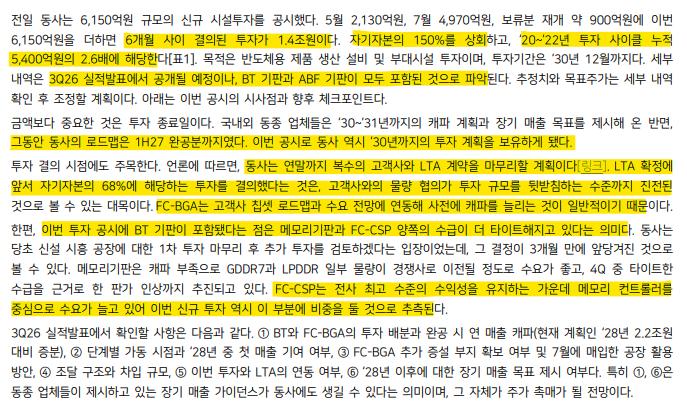 전일 동사는 6,150억원 규모의 신규 시설투자를 공시했다. 5월 2,130억원, 7월 4,970억원, 보류분 재개 약 900억원에 이번
6,150억원을 더하면 6개월 사이 결의된 투자가 1.4조원이다. 자기자본의 150%를 상회하고, ‘20~’22년 투자 사이클 누적
5,400억원의 2.6배에 해당한다[표1]. 목적은 반도체용 제품 생산 설비 및 부대시설 투자이며, 투자기간은 ’30년 12월까지다. 세부
내역은 3Q26 실적발표에서 공개될 예정이나, BT 기판과 ABF 기판이 모두 포함된 것으로 파악된다. 추정치와 목표주가는 세부 내역
확인 후 조정할 계획이다. 아래는 이번 공시의 시사점과 향후 체크포인트다.
금액보다 중요한 것은 투자 종료일이다. 국내외 동종 업체들은 ’30~’31년까지의 캐파 계획과 장기 매출 목표를 제시해 온 반면,
그동안 동사의 로드맵은 1H27 완공분까지였다. 이번 공시로 동사 역시 ’30년까지의 투자 계획을 보유하게 됐다.
투자 결의 시점에도 주목한다. 언론에 따르면, 동사는 연말까지 복수의 고객사와 LTA 계약을 마무리할 계획이다[링크]. LTA 확정에
앞서 자기자본의 68%에 해당하는 투자를 결의했다는 것은, 고객사와의 물량 협의가 투자 규모를 뒷받침하는 수준까지 진전된
것으로 볼 수 있는 대목이다. FC-BGA는 고객사 칩셋 로드맵과 수요 전망에 연동해 사전에 캐파를 늘리는 것이 일반적이기 때문이다.
한편, 이번 투자 공시에 BT 기판이 포함됐다는 점은 메모리기판과 FC-CSP 양쪽의 수급이 더 타이트해지고 있다는 의미다. 동사는
당초 신설 시흥 공장에 대한 1차 투자 마무리 후 추가 투자를 검토하겠다는 입장이었는데, 그 결정이 3개월 만에 앞당겨진 것으로
볼 수 있다. 메모리기판은 캐파 부족으로 GDDR7과 LPDDR 일부 물량이 경쟁사로 이전될 정도로 수요가 좋고, 4Q 중 타이트한
수급을 근거로 한 판가 인상까지 추진되고 있다. FC-CSP는 전사 최고 수준의 수익성을 유지하는 가운데 메모리 컨트롤러를
중심으로 수요가 늘고 있어 이번 신규 투자 역시 이 부분에 비중을 둘 것으로 추측된다.
3Q26 실적발표에서 확인할 사항은 다음과 같다. ① BT와 FC-BGA의 투자 배분과 완공 시 연 매출 캐파(현재 계획인 ’28년 2.2조원
대비 증분), ② 단계별 가동 시점과 ’28년 중 첫 매출 기여 여부, ③ FC-BGA 추가 증설 부지 확보 여부 및 7월에 매입한 공장 활용
방안, ④ 조달 구조와 차입 규모, ⑤ 이번 투자와 LTA의 연동 여부, ⑥ ’28년 이후에 대한 장기 매출 목표 제시 여부다. 특히 ①, ⑥은
동종 업체들이 제시하고 있는 장기 매출 가이던스가 동사에도 생길 수 있다는 의미이며, 그 자체가 주가 촉매가 될 전망이다.